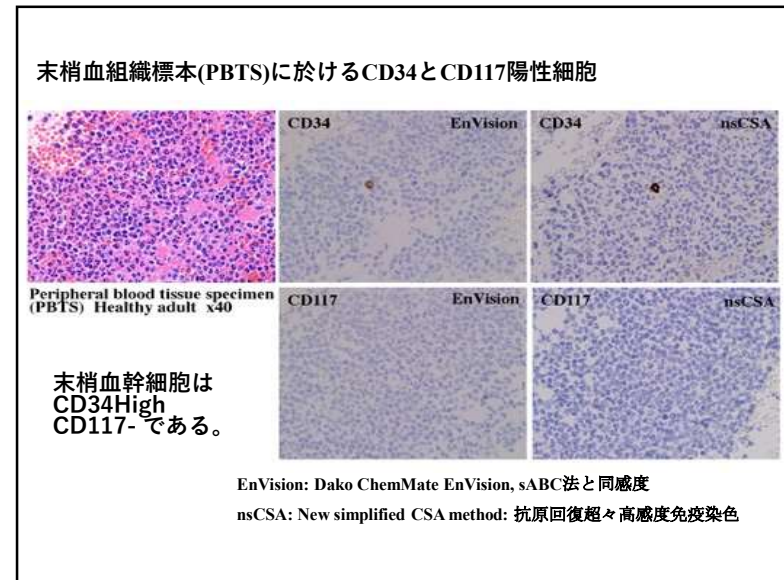 末梢血組織標本(PBTS)に於けるCD34とCD117陽性細胞
CD34 EnVision
CD34 nsCSA
Peripheral blood tissue specimen
(PBTS) Healthy adult x40
CD117 EnVision
CD117 nsCSA
末梢血幹細胞は
CD34High
CD117- である。
EnVision: Dako ChemMate EnVision, sABC法と同感度
nsCSA: New simplified CSA method: 抗原回復超々高感度免疫染色